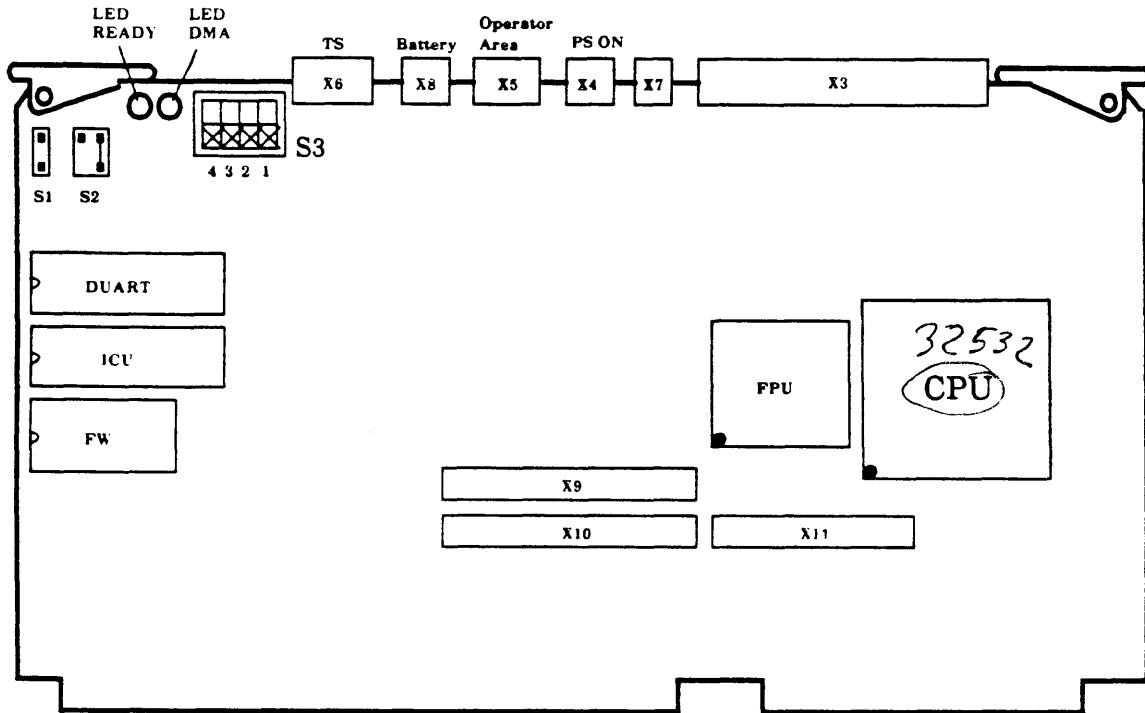 LED READY
LED DMA
TS
Battery
Operator Area
PS ON
X6
X8
X5
X4
X7
X3
S3
4 3 2 1
S1
S2
DUART
ICU
FW
FPU
32532
CPU
X9
X10
X11